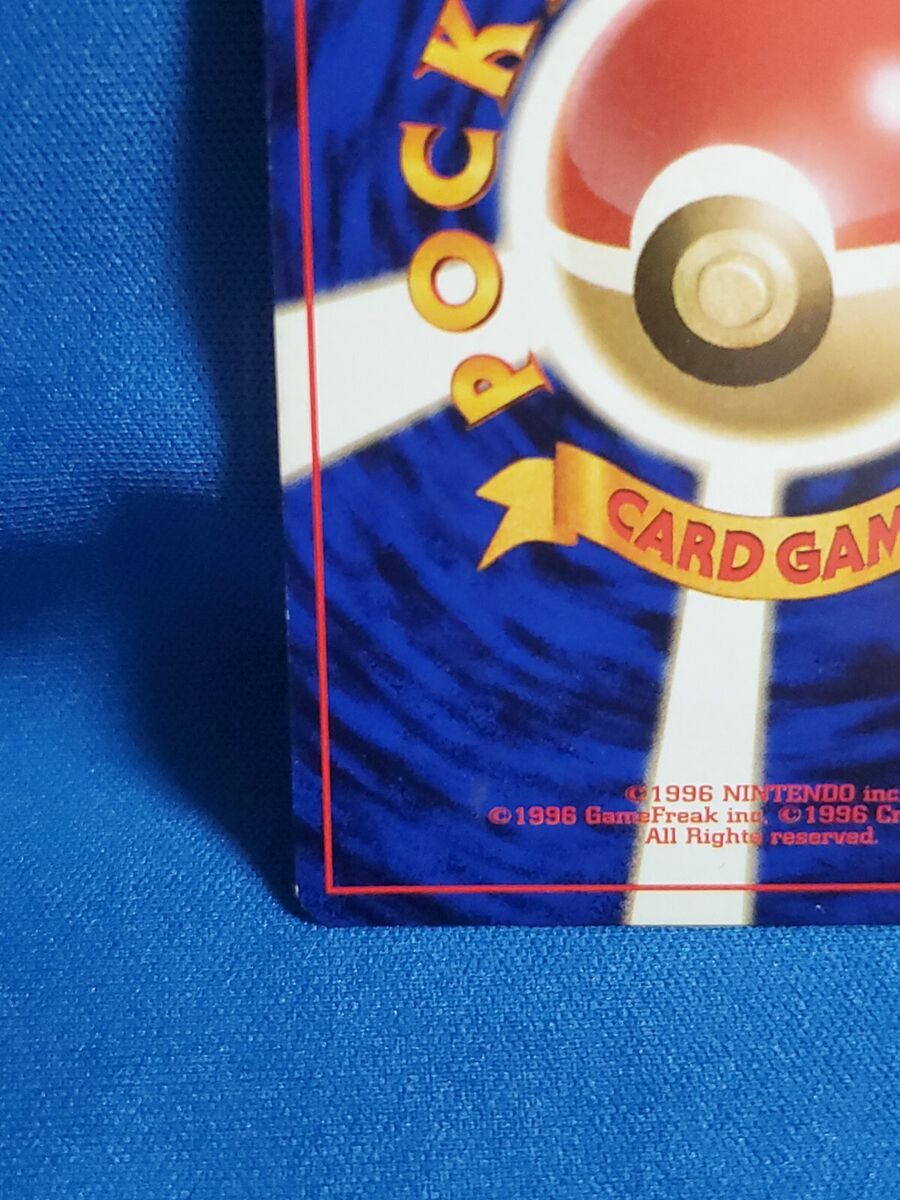 POCK
CARD GAM
©1996 NINTENDO inc
©1996 GameFreak inc. ©1996 Cr
All Rights reserved.